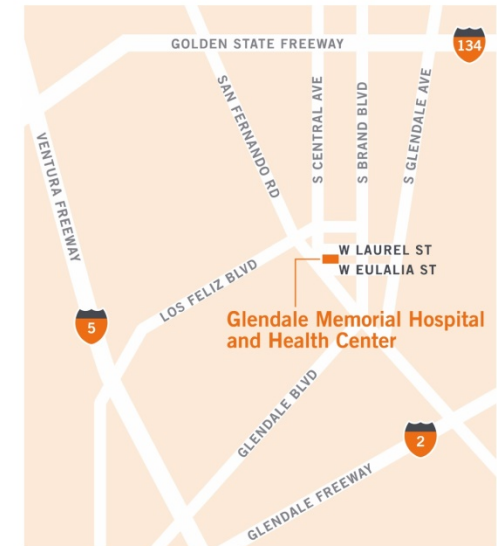 GOLDEN STATE FREEWAY
134
SAN FERNANDO RD
S CENTRAL AVE
S BRAND BLVD
S GLENDALE AVE
VENTURA FREEWAY
W LAUREL ST
W EULALIA ST
LOS FELIZ BLVD
5
Glendale Memorial Hospital
and Health Center
GLENDALE BLVD
2
GLENDALE FREEWAY